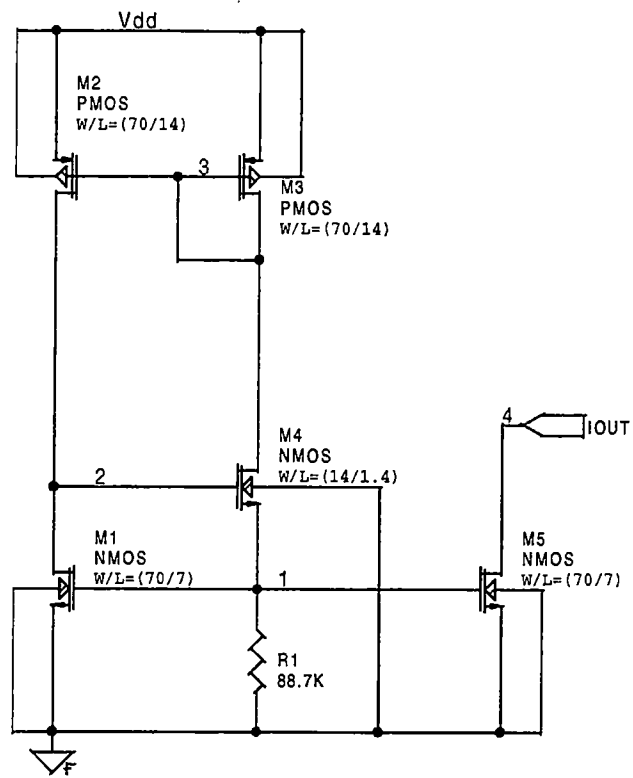 Vdd
M2
PMOS
W/L=(70/14)
3
M3
PMOS
W/L=(70/14)
4
IOUT
M4
NMOS
W/L=(14/1.4)
2
M1
NMOS
W/L=(70/7)
M5
NMOS
W/L=(70/7)
1
R1
88.7K
F